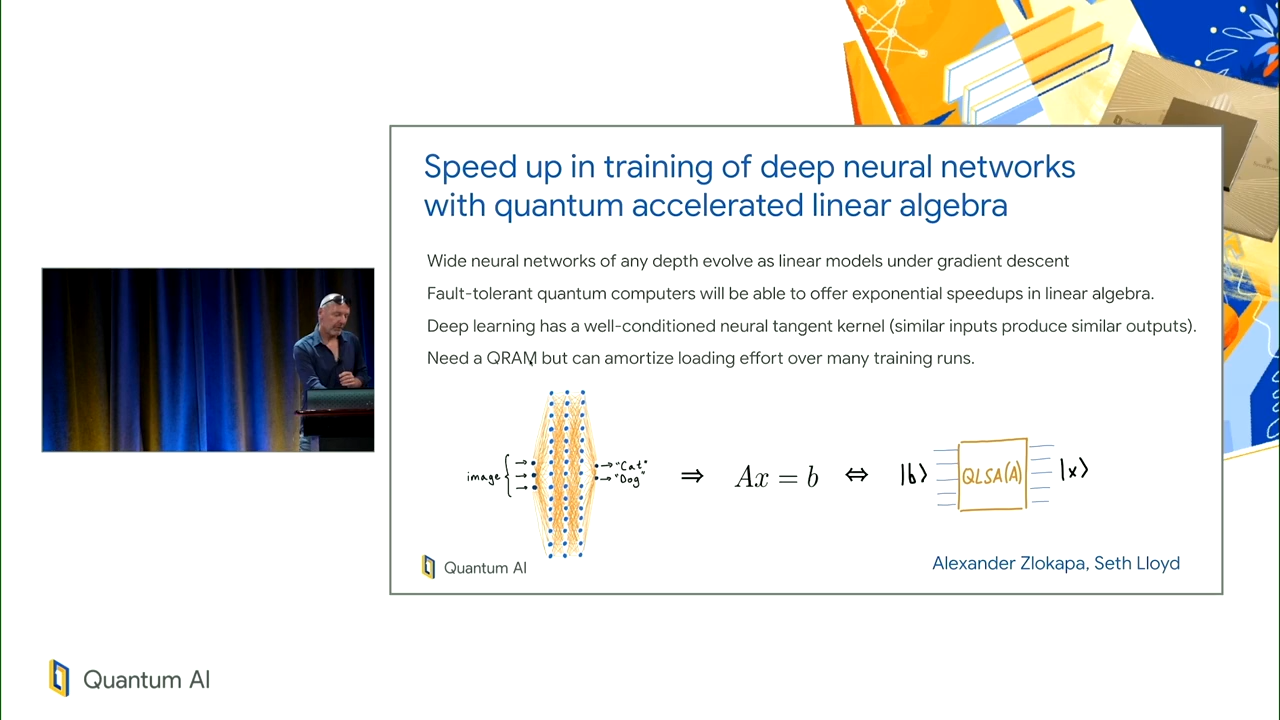 Speed up in training of deep neural networks
with quantum accelerated linear algebra
Wide neural networks of any depth evolve as linear models under gradient descent
Fault-tolerant quantum computers will be able to offer exponential speedups in linear algebra.
Deep learning has a well-conditioned neural tangent kernel (similar inputs produce similar outputs).
Need a QRAM but can amortize loading effort over many training runs.
image { → → → → "Cat" → "Dog" ⇒ Ax = b ⇔ |b⟩ QLSA(A) |x⟩
Quantum AI
Alexander Zlokapa, Seth Lloyd
Quantum AI